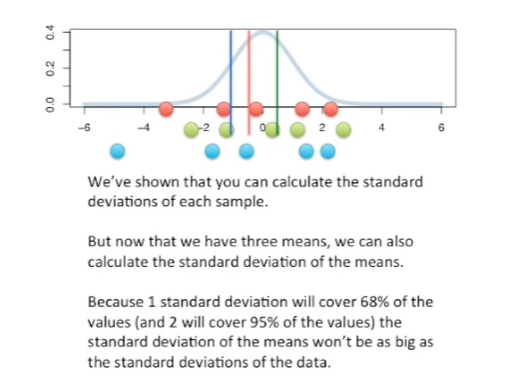 0.4
0.2
0.0
-6 -4 -2 0 2 4 6
We've shown that you can calculate the standard
deviations of each sample.
But now that we have three means, we can also
calculate the standard deviation of the means.
Because 1 standard deviation will cover 68% of the
values (and 2 will cover 95% of the values) the
standard deviation of the means won't be as big as
the standard deviations of the data.